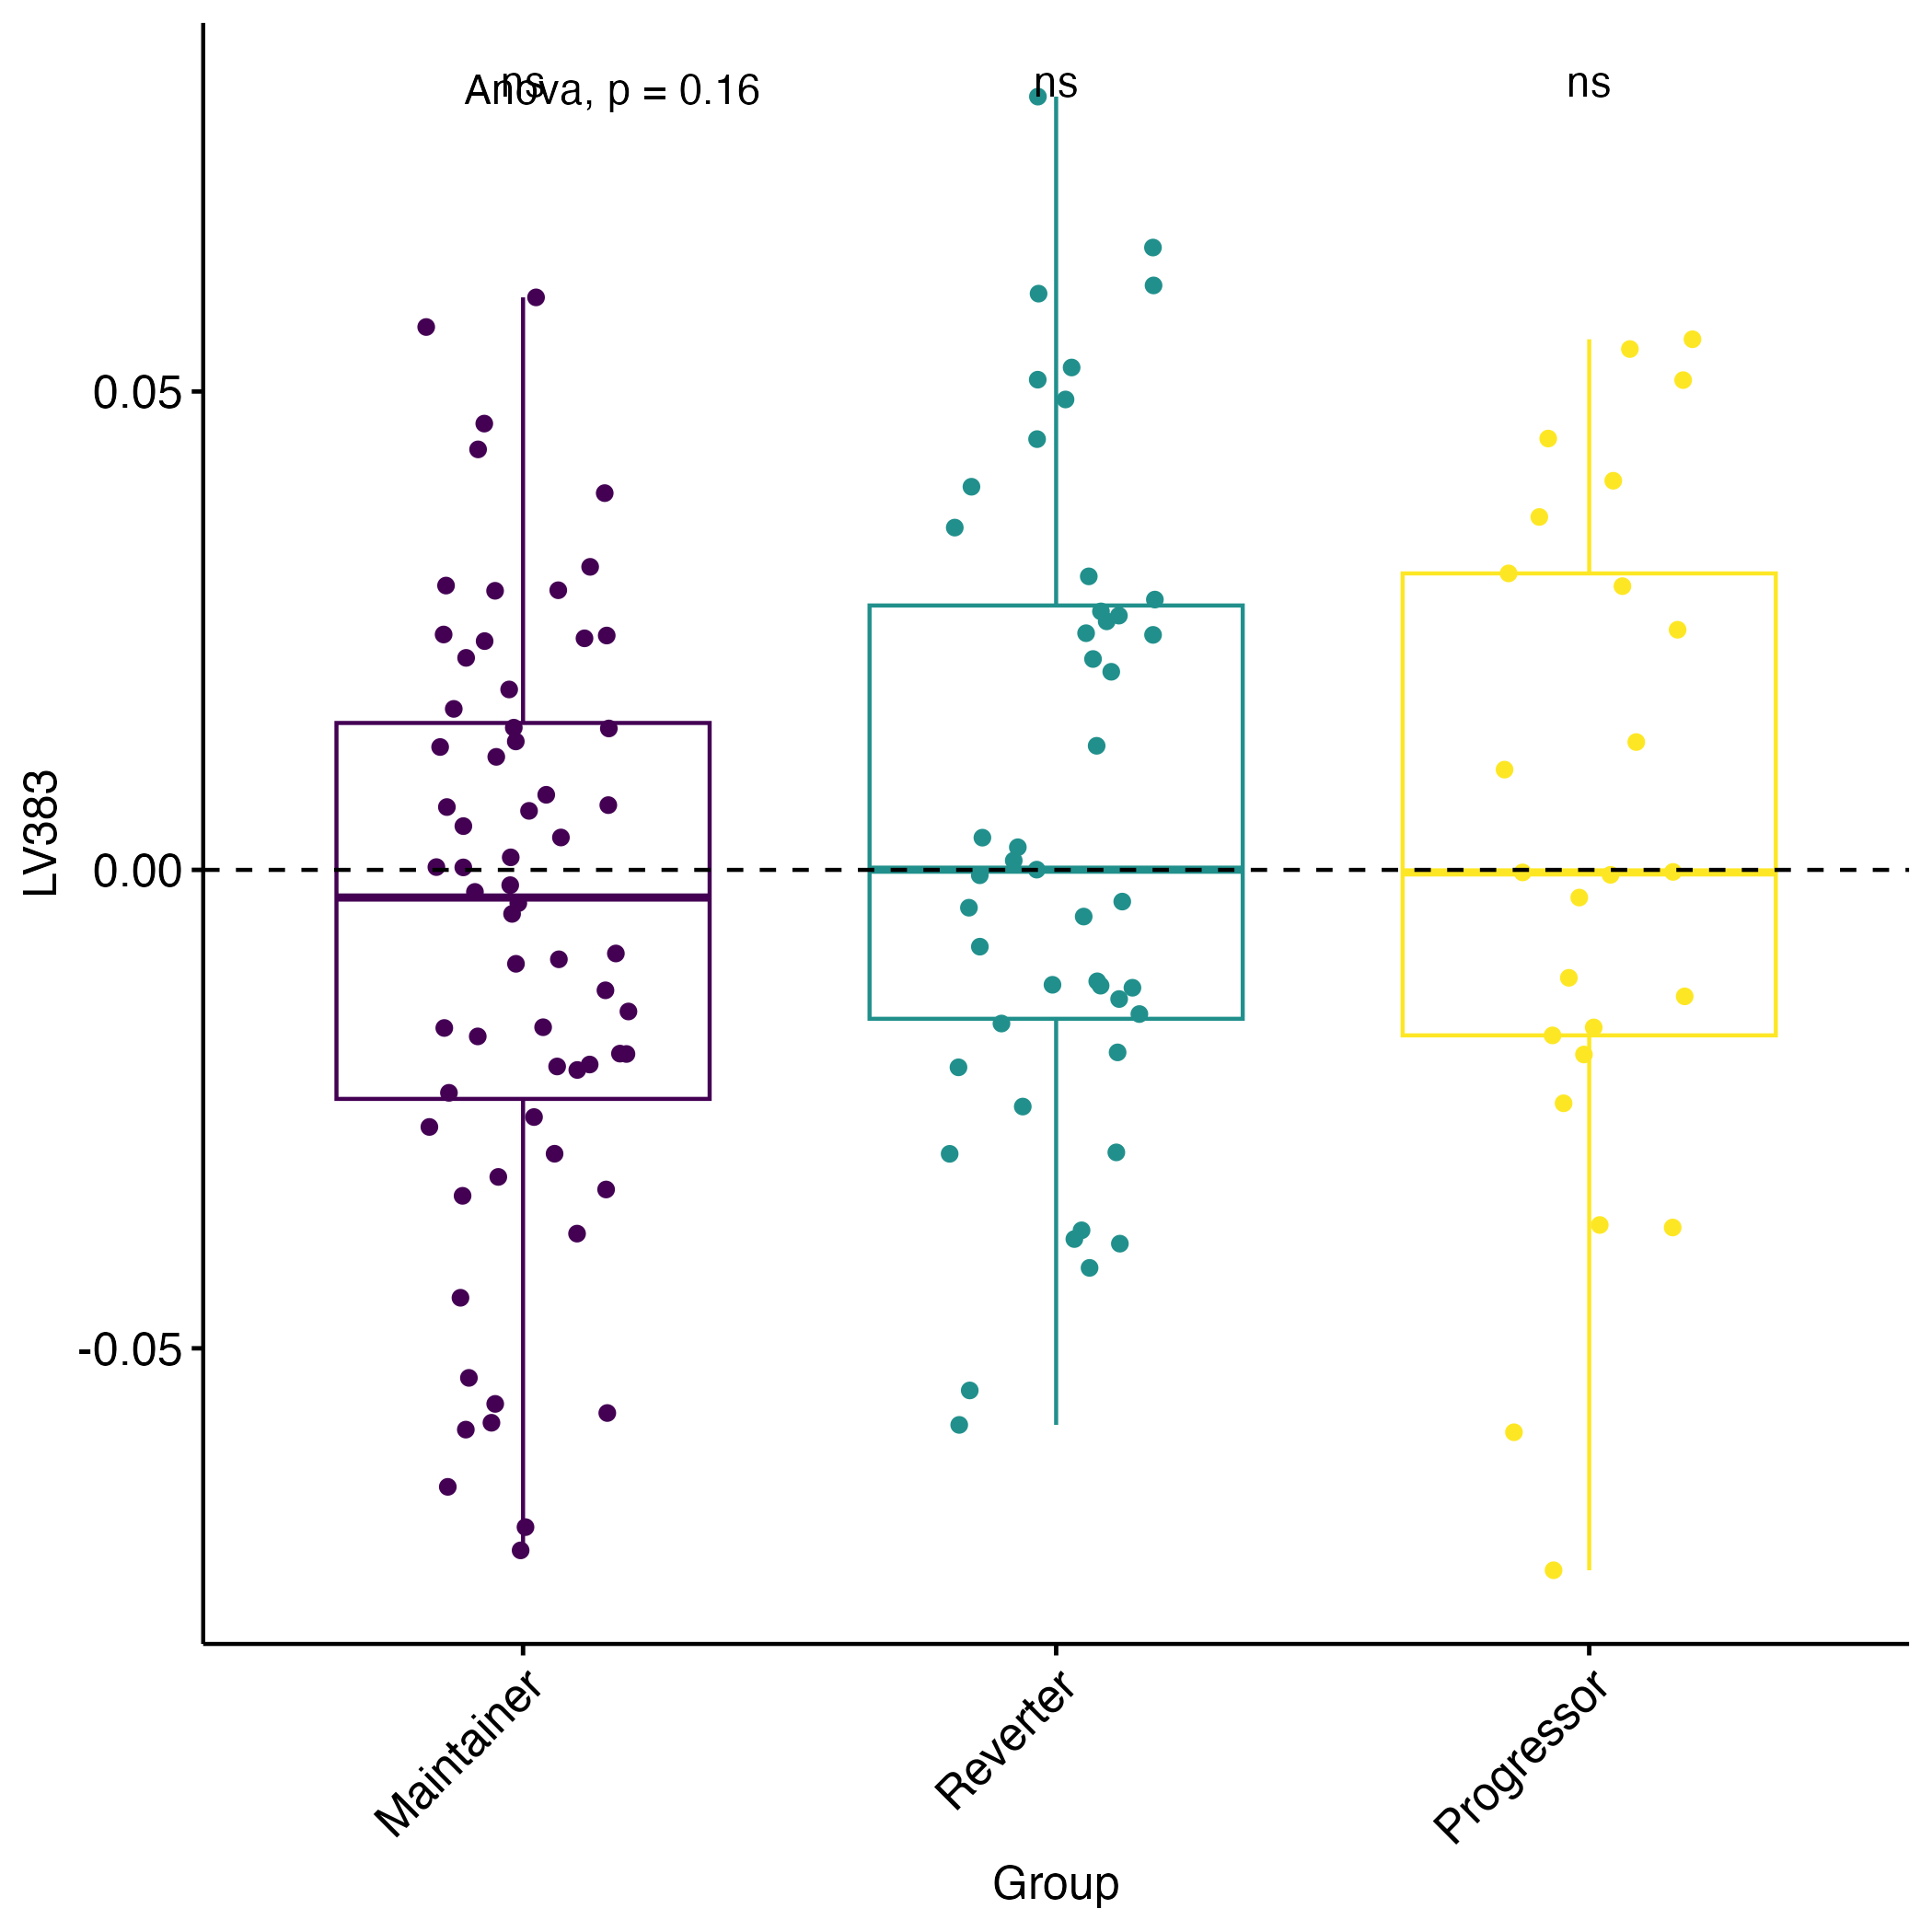 ns
Anova, p = 0.16
ns
ns
LV383
0.05
0.00
-0.05
Maintainer
Reverter
Progressor
Group